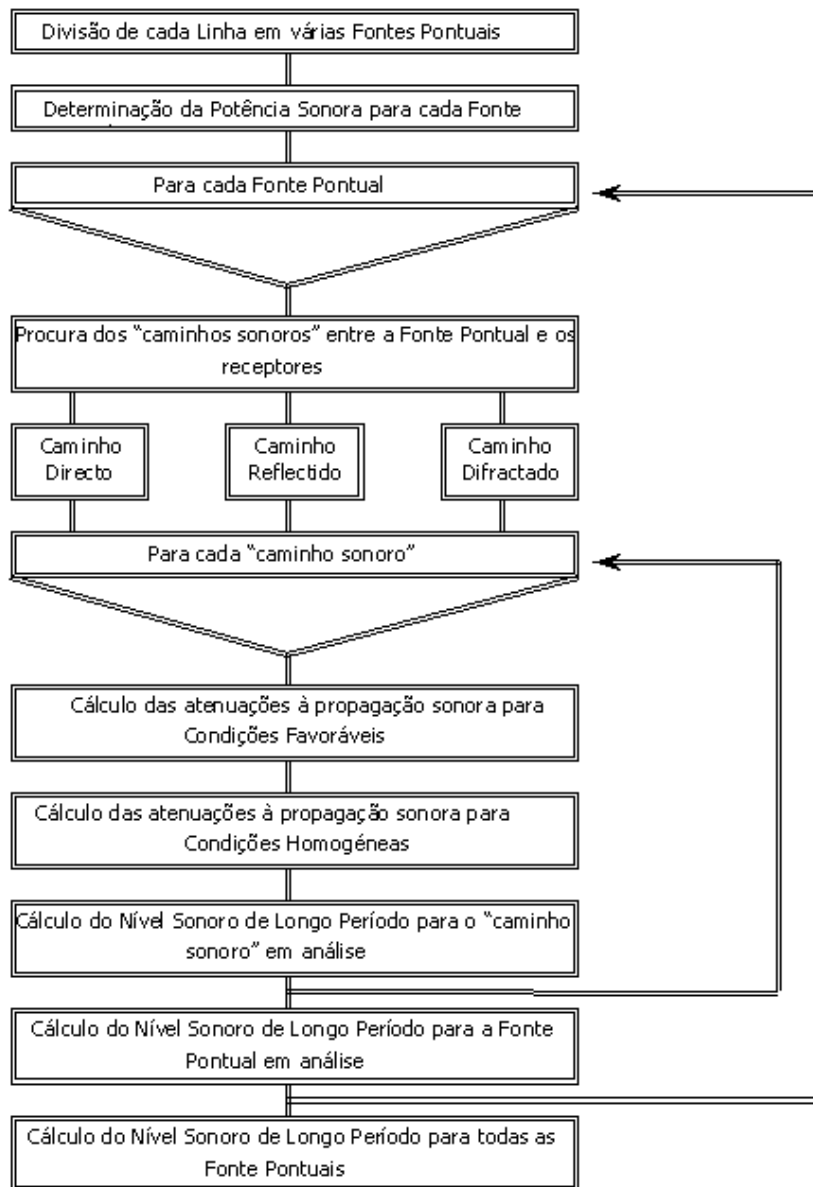 Divisão de cada Linha em várias Fontes Pontuais
Determinação da Potência Sonora para cada Fonte
Para cada Fonte Pontual
Procura dos “caminhos sonoros” entre a Fonte Pontual e os
receptores
Caminho
Directo
Caminho
Reflectido
Caminho
Difractado
Para cada “caminho sonoro”
Cálculo das atenuações à propagação sonora para
Condições Favoráveis
Cálculo das atenuações à propagação sonora para
Condições Homogéneas
Cálculo do Nível Sonoro de Longo Período para o “caminho
sonoro” em análise
Cálculo do Nível Sonoro de Longo Período para a Fonte
Pontual em análise
Cálculo do Nível Sonoro de Longo Período para todas as
Fonte Pontuais